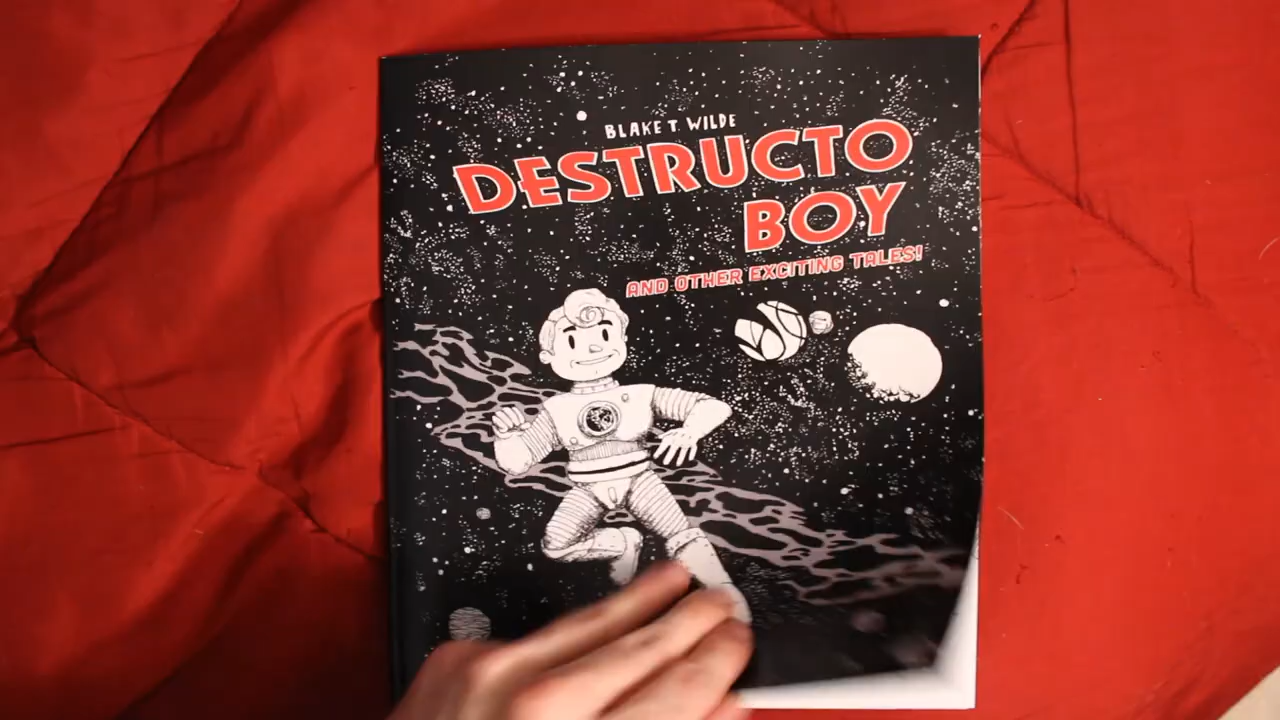 BLAKE T. WILDE
DESTRUCTO
BOY
AND OTHER EXCITING TALES!